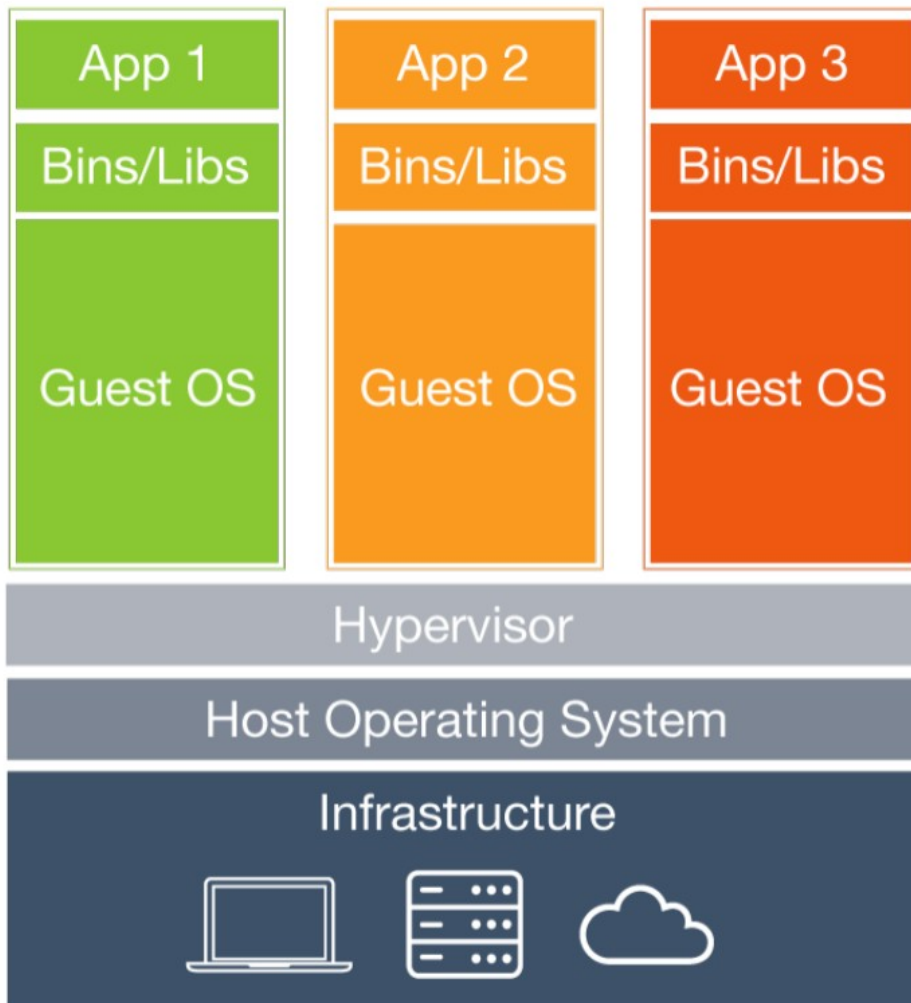 App 1
App 2
App 3
Bins/Libs
Bins/Libs
Bins/Libs
Guest OS
Guest OS
Guest OS
Hypervisor
Host Operating System
Infrastructure